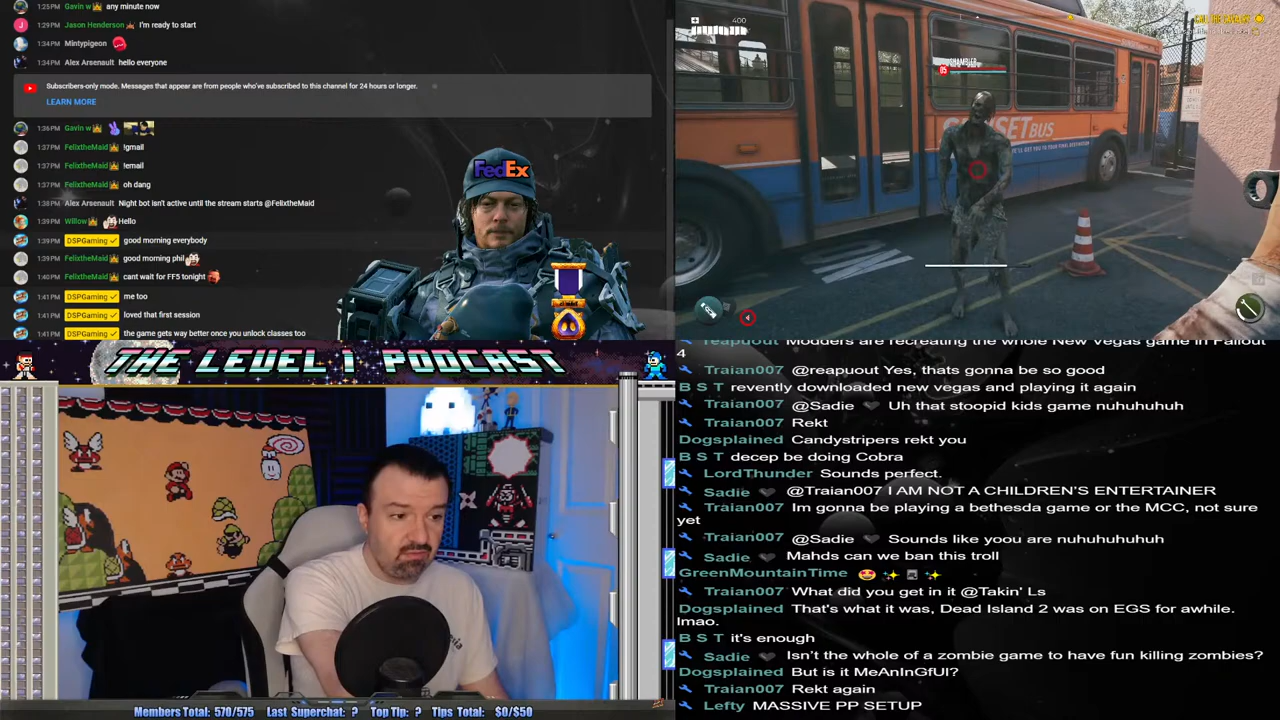 1:25PM Gavin w any minute now
1:29PM Jason Henderson I'm ready to start
1:34PM Mintypigeon
1:34PM Alex Arsenault hello everyone
Subscribers-only mode. Messages that appear are from people who've subscribed to this channel for 24 hours or longer.
LEARN MORE
1:36PM Gavin w
1:37PM FelixtheMaid !gmail
1:37PM FelixtheMaid !email
1:37PM FelixtheMaid oh dang
1:38PM Alex Arsenault Night bot isn't active until the stream starts @FelixtheMaid
1:39PM Willow Hello
1:39PM DSPGaming good morning everybody
1:39PM FelixtheMaid good morning phil
1:40PM FelixtheMaid cant wait for FF5 tonight
1:41PM DSPGaming me too
1:41PM DSPGaming loved that first session
1:41PM DSPGaming the game gets way better once you unlock classes too
FedEx
400
SHAMBLER
05
SUNSET BUS
WE'LL GET YOU TO YOUR FINAL DESTINATION
THE LEVEL 1 PODCAST
Members Total: 570/575 Last Superchat: ? Top Tip: ? Tips Total: $0/$50
reapuout Modders are recreating the whole New Vegas game in Fallout
4
Traian007 @reapuout Yes, thats gonna be so good
B S T revently downloaded new vegas and playing it again
Traian007 @Sadie Uh that stoopid kids game nuhuhuhuh
Traian007 Rekt
Dogsplained Candystripers rekt you
B S T decep be doing Cobra
LordThunder Sounds perfect.
Sadie @Traian007 I AM NOT A CHILDREN'S ENTERTAINER
Traian007 Im gonna be playing a bethesda game or the MCC, not sure
yet
Traian007 @Sadie Sounds like yoou are nuhuhuhuh
Sadie Mahds can we ban this troll
GreenMountainTime
Traian007 What did you get in it @Takin' Ls
Dogsplained That's what it was, Dead Island 2 was on EGS for awhile.
lmao.
B S T it's enough
Sadie Isn't the whole of a zombie game to have fun killing zombies?
Dogsplained But is it MeAnInGfUl?
Traian007 Rekt again
Lefty MASSIVE PP SETUP